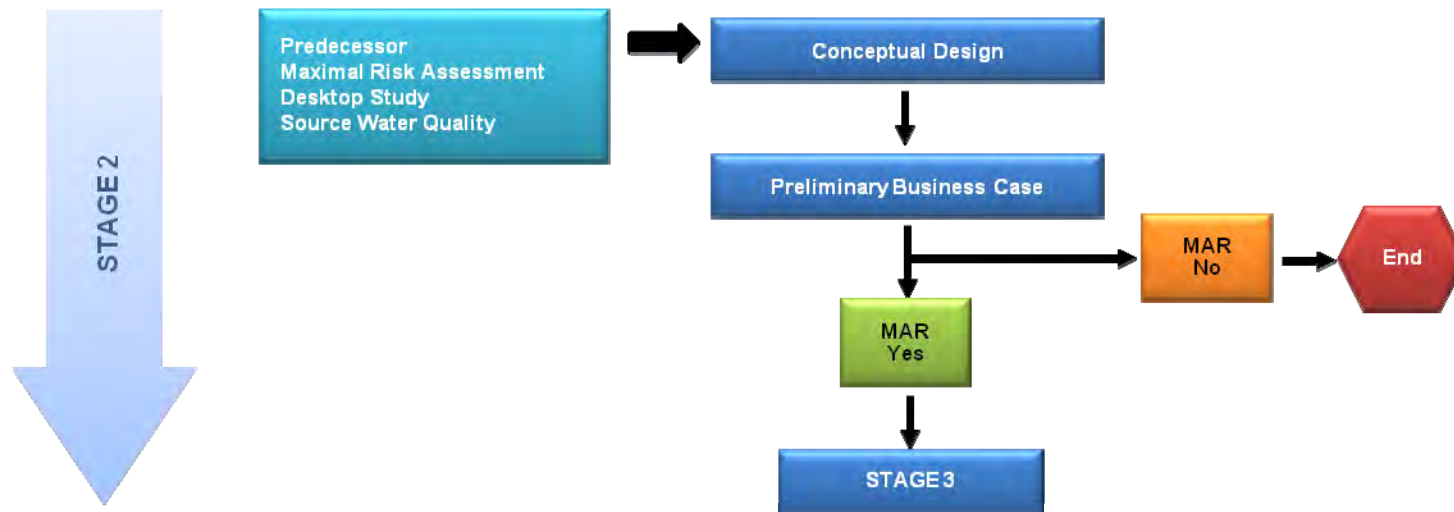 STAGE 2
Predecessor
Maximal Risk Assessment
Desktop Study
Source Water Quality
Conceptual Design
Preliminary Business Case
MAR
No
End
MAR
Yes
STAGE 3